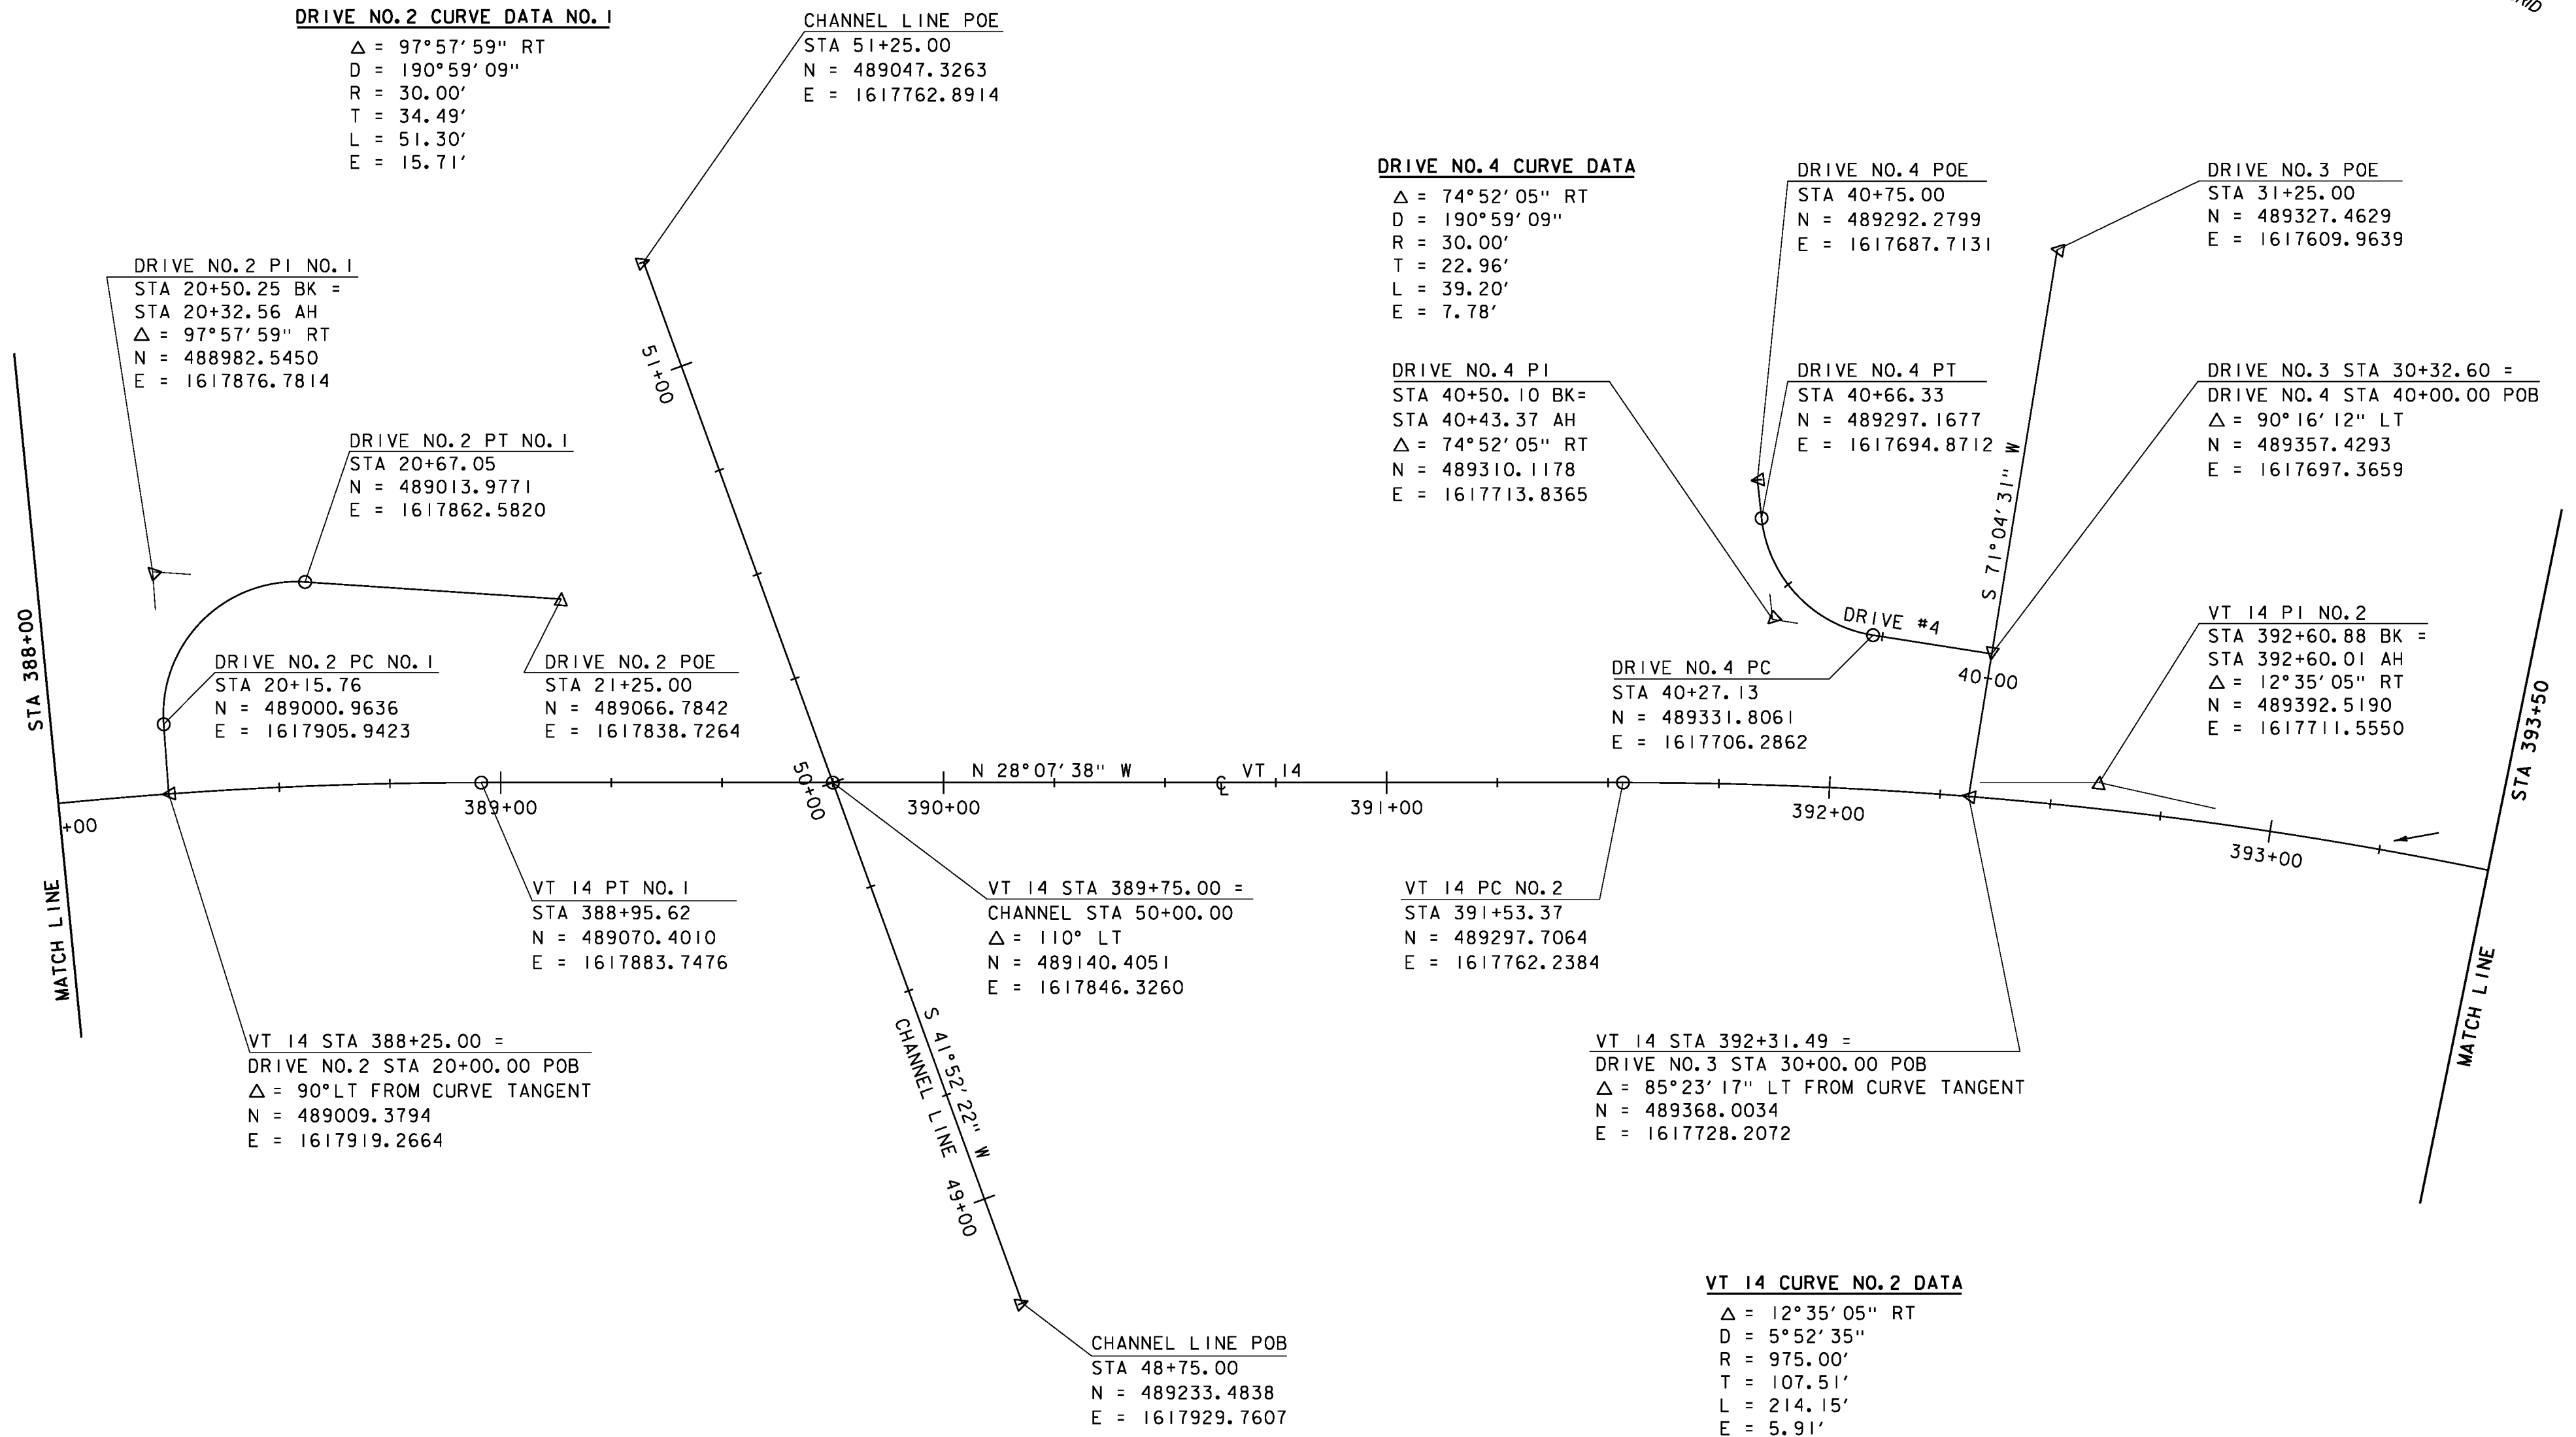 RID
DRIVE NO.2 CURVE DATA NO.1
Δ = 97°57'59" RT
D = 190°59'09"
R = 30.00'
T = 34.49'
L = 51.30'
E = 15.71'
CHANNEL LINE POE
STA 51+25.00
N = 489047.3263
E = 1617762.8914
DRIVE NO.4 CURVE DATA
Δ = 74°52'05" RT
D = 190°59'09"
R = 30.00'
T = 22.96'
L = 39.20'
E = 7.78'
DRIVE NO.4 POE
STA 40+75.00
N = 489292.2799
E = 1617687.7131
DRIVE NO.3 POE
STA 31+25.00
N = 489327.4629
E = 1617609.9639
DRIVE NO.2 PI NO.1
STA 20+50.25 BK =
STA 20+32.56 AH
Δ = 97°57'59" RT
N = 488982.5450
E = 1617876.7814
51+00
DRIVE NO.4 PI
STA 40+50.10 BK=
STA 40+43.37 AH
Δ = 74°52'05" RT
N = 489310.1178
E = 1617713.8365
DRIVE NO.4 PT
STA 40+66.33
N = 489297.1677
E = 1617694.8712
DRIVE NO.3 STA 30+32.60 =
DRIVE NO.4 STA 40+00.00 POB
Δ = 90°16'12" LT
N = 489357.4293
E = 1617697.3659
DRIVE NO.2 PT NO.1
STA 20+67.05
N = 489013.9771
E = 1617862.5820
S 71°04'31" W
DRIVE #4
40+00
VT 14 PI NO.2
STA 392+60.88 BK =
STA 392+60.01 AH
Δ = 12°35'05" RT
N = 489392.5190
E = 1617711.5550
STA 388+00
MATCH LINE
DRIVE NO.2 PC NO.1
STA 20+15.76
N = 489000.9636
E = 1617905.9423
DRIVE NO.2 POE
STA 21+25.00
N = 489066.7842
E = 1617838.7264
DRIVE NO.4 PC
STA 40+27.13
N = 489331.8061
E = 1617706.2862
STA 393+50
MATCH LINE
N 28°07'38" W
℄
VT 14
+00
389+00
50+00
390+00
391+00
392+00
393+00
VT 14 PT NO.1
STA 388+95.62
N = 489070.4010
E = 1617883.7476
VT 14 STA 389+75.00 =
CHANNEL STA 50+00.00
Δ = 110° LT
N = 489140.4051
E = 1617846.3260
VT 14 PC NO.2
STA 391+53.37
N = 489297.7064
E = 1617762.2384
VT 14 STA 388+25.00 =
DRIVE NO.2 STA 20+00.00 POB
Δ = 90°LT FROM CURVE TANGENT
N = 489009.3794
E = 1617919.2664
S 41°52'22" W
CHANNEL LINE
49+00
VT 14 STA 392+31.49 =
DRIVE NO.3 STA 30+00.00 POB
Δ = 85°23'17" LT FROM CURVE TANGENT
N = 489368.0034
E = 1617728.2072
CHANNEL LINE POB
STA 48+75.00
N = 489233.4838
E = 1617929.7607
VT 14 CURVE NO.2 DATA
Δ = 12°35'05" RT
D = 5°52'35"
R = 975.00'
T = 107.51'
L = 214.15'
E = 5.91'